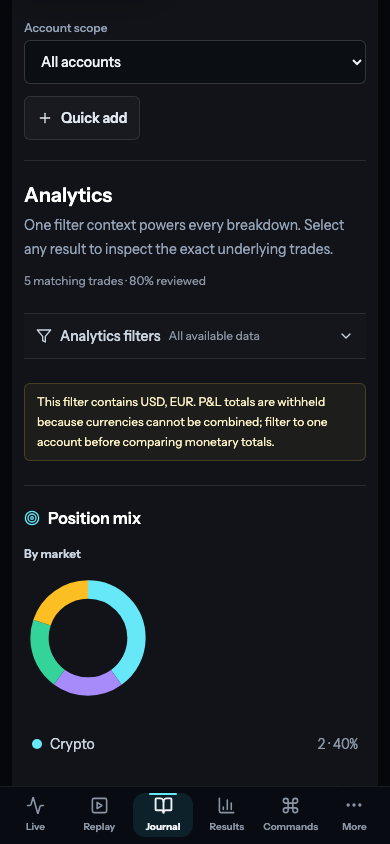 Account scope
All accounts
Quick add
Analytics
One filter context powers every breakdown. Select
any result to inspect the exact underlying trades.
5 matching trades · 80% reviewed
Analytics filters All available data
This filter contains USD, EUR. P&L totals are withheld
because currencies cannot be combined; filter to one
account before comparing monetary totals.
Position mix
By market
Crypto 2 · 40%
Live Replay Journal Results Commands More